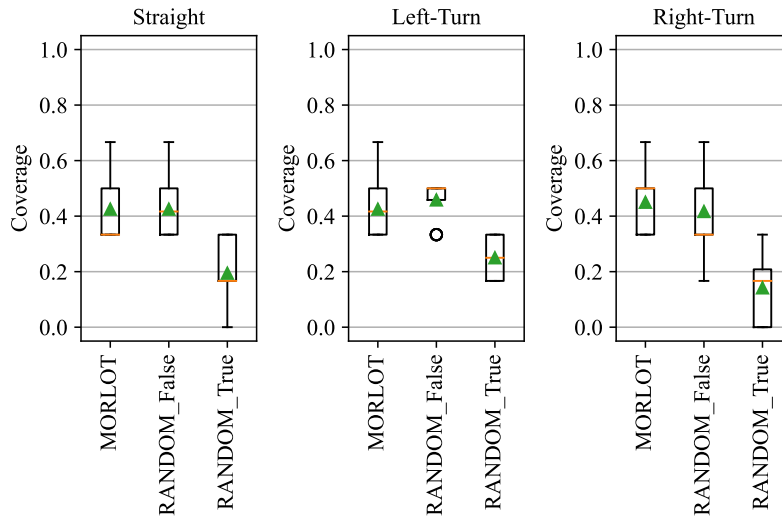 Straight
Left-Turn
Right-Turn
Coverage
1.0
0.8
0.6
0.4
0.2
0.0
MORLOT
RANDOM_False
RANDOM_True
Coverage
1.0
0.8
0.6
0.4
0.2
0.0
MORLOT
RANDOM_False
RANDOM_True
Coverage
1.0
0.8
0.6
0.4
0.2
0.0
MORLOT
RANDOM_False
RANDOM_True